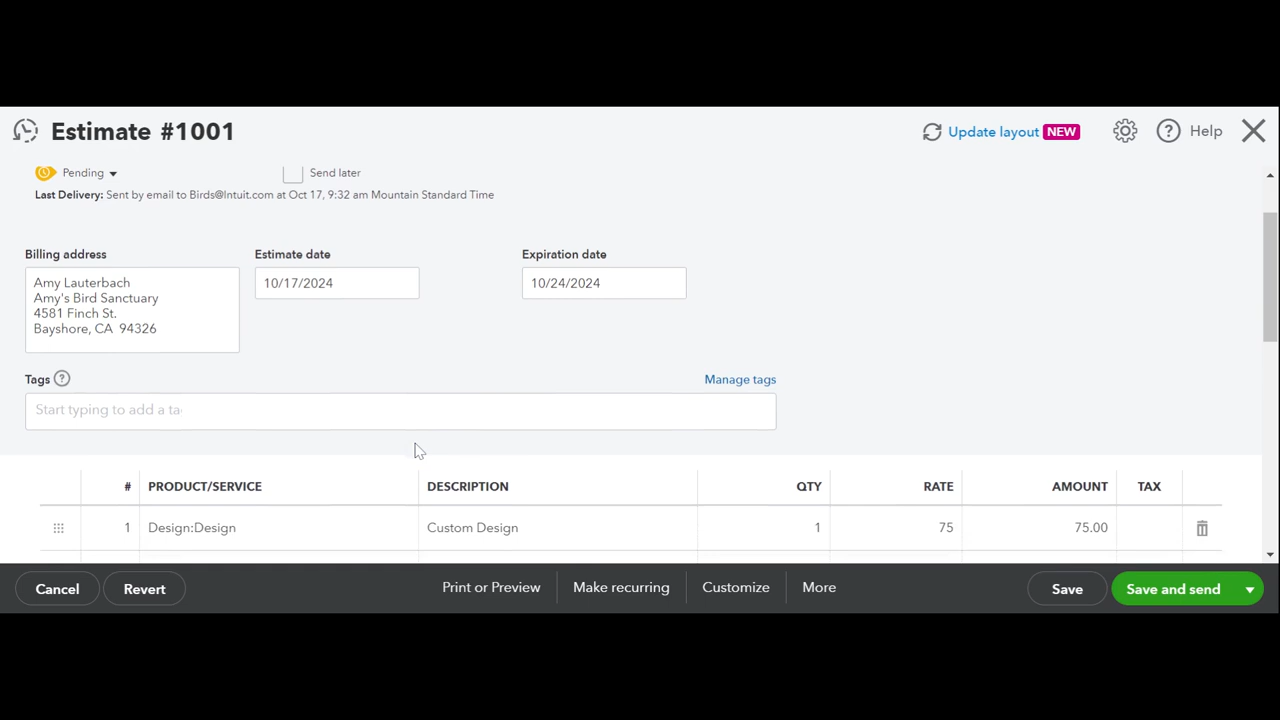 Estimate #1001
Update layout NEW
Help
Pending
Send later
Last Delivery: Sent by email to Birds@Intuit.com at Oct 17, 9:32 am Mountain Standard Time
Billing address
Estimate date
Expiration date
Amy Lauterbach
Amy's Bird Sanctuary
4581 Finch St.
Bayshore, CA 94326
10/17/2024
10/24/2024
Tags ?
Manage tags
Start typing to add a ta
# PRODUCT/SERVICE DESCRIPTION QTY RATE AMOUNT TAX
1 Design:Design Custom Design 1 75 75.00
Cancel Revert Print or Preview Make recurring Customize More Save Save and send